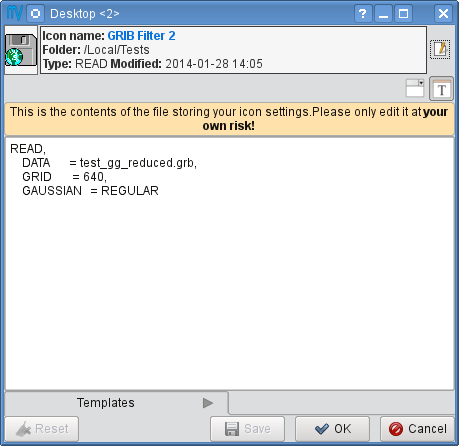 Desktop <2>
Icon name: GRIB Filter 2
Folder: /Local/Tests
Type: READ Modified: 2014-01-28 14:05
T
This is the contents of the file storing your icon settings.Please only edit it at your
own risk!
READ,
DATA = test_gg_reduced.grb,
GRID = 640,
GAUSSIAN = REGULAR
Templates
Reset Save OK Cancel